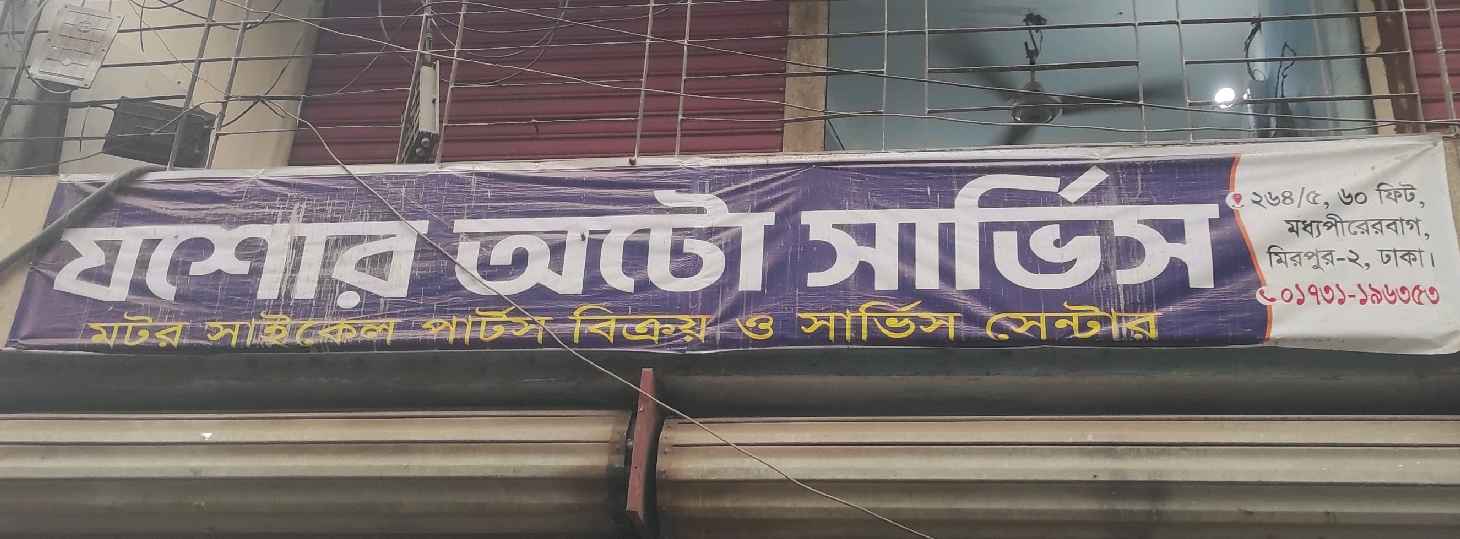 যশোর অটো সার্ভিস
মটর সাইকেল পার্টস বিক্রয় ও সার্ভিস সেন্টার
২৬৪/৫, ৬০ ফিট,
মধ্যপীরেরবাগ,
মিরপুর-২, ঢাকা।
০১৭৩১-১৯৬৩৫৩